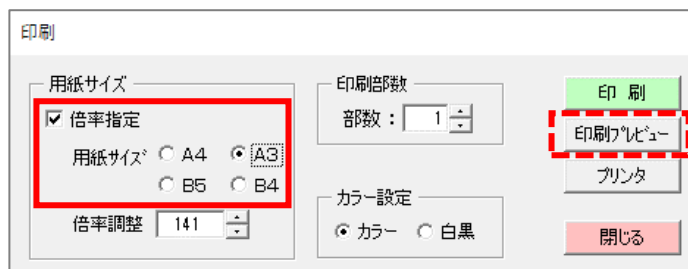 印刷
用紙サイズ
倍率指定
用紙サイズ A4 A3
B5 B4
倍率調整 141
印刷部数
部数： 1
カラー設定
カラー 白黒
印 刷
印刷プレビュー
プリンタ
閉じる